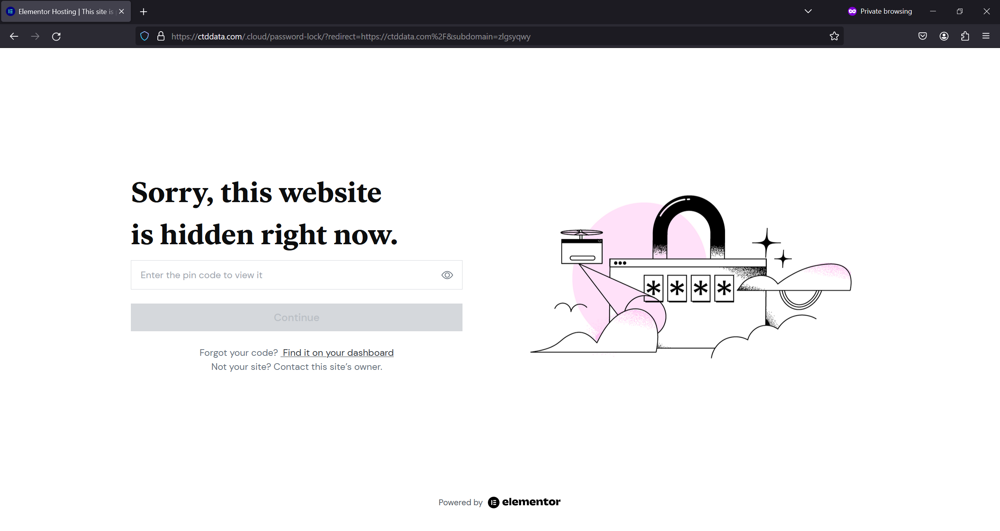 Elementor Hosting | This site is
Private browsing
https://ctddata.com/.cloud/password-lock/?redirect=https://ctddata.com%2F&subdomain=zlgsyqwy
Sorry, this website
is hidden right now.
Enter the pin code to view it
Continue
Forgot your code? Find it on your dashboard
Not your site? Contact this site’s owner.
* * * *
Powered by elementor